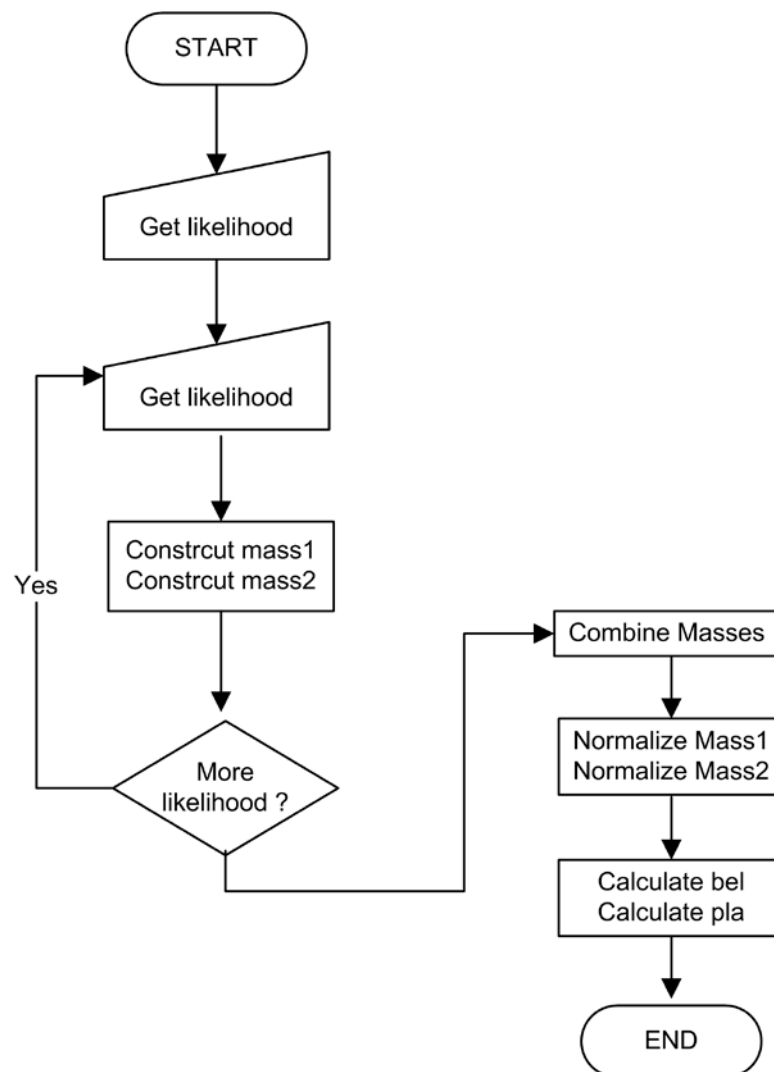 START
Get likelihood
Get likelihood
Constrcut mass1
Constrcut mass2
Yes
More
likelihood ?
Combine Masses
Normalize Mass1
Normalize Mass2
Calculate bel
Calculate pla
END